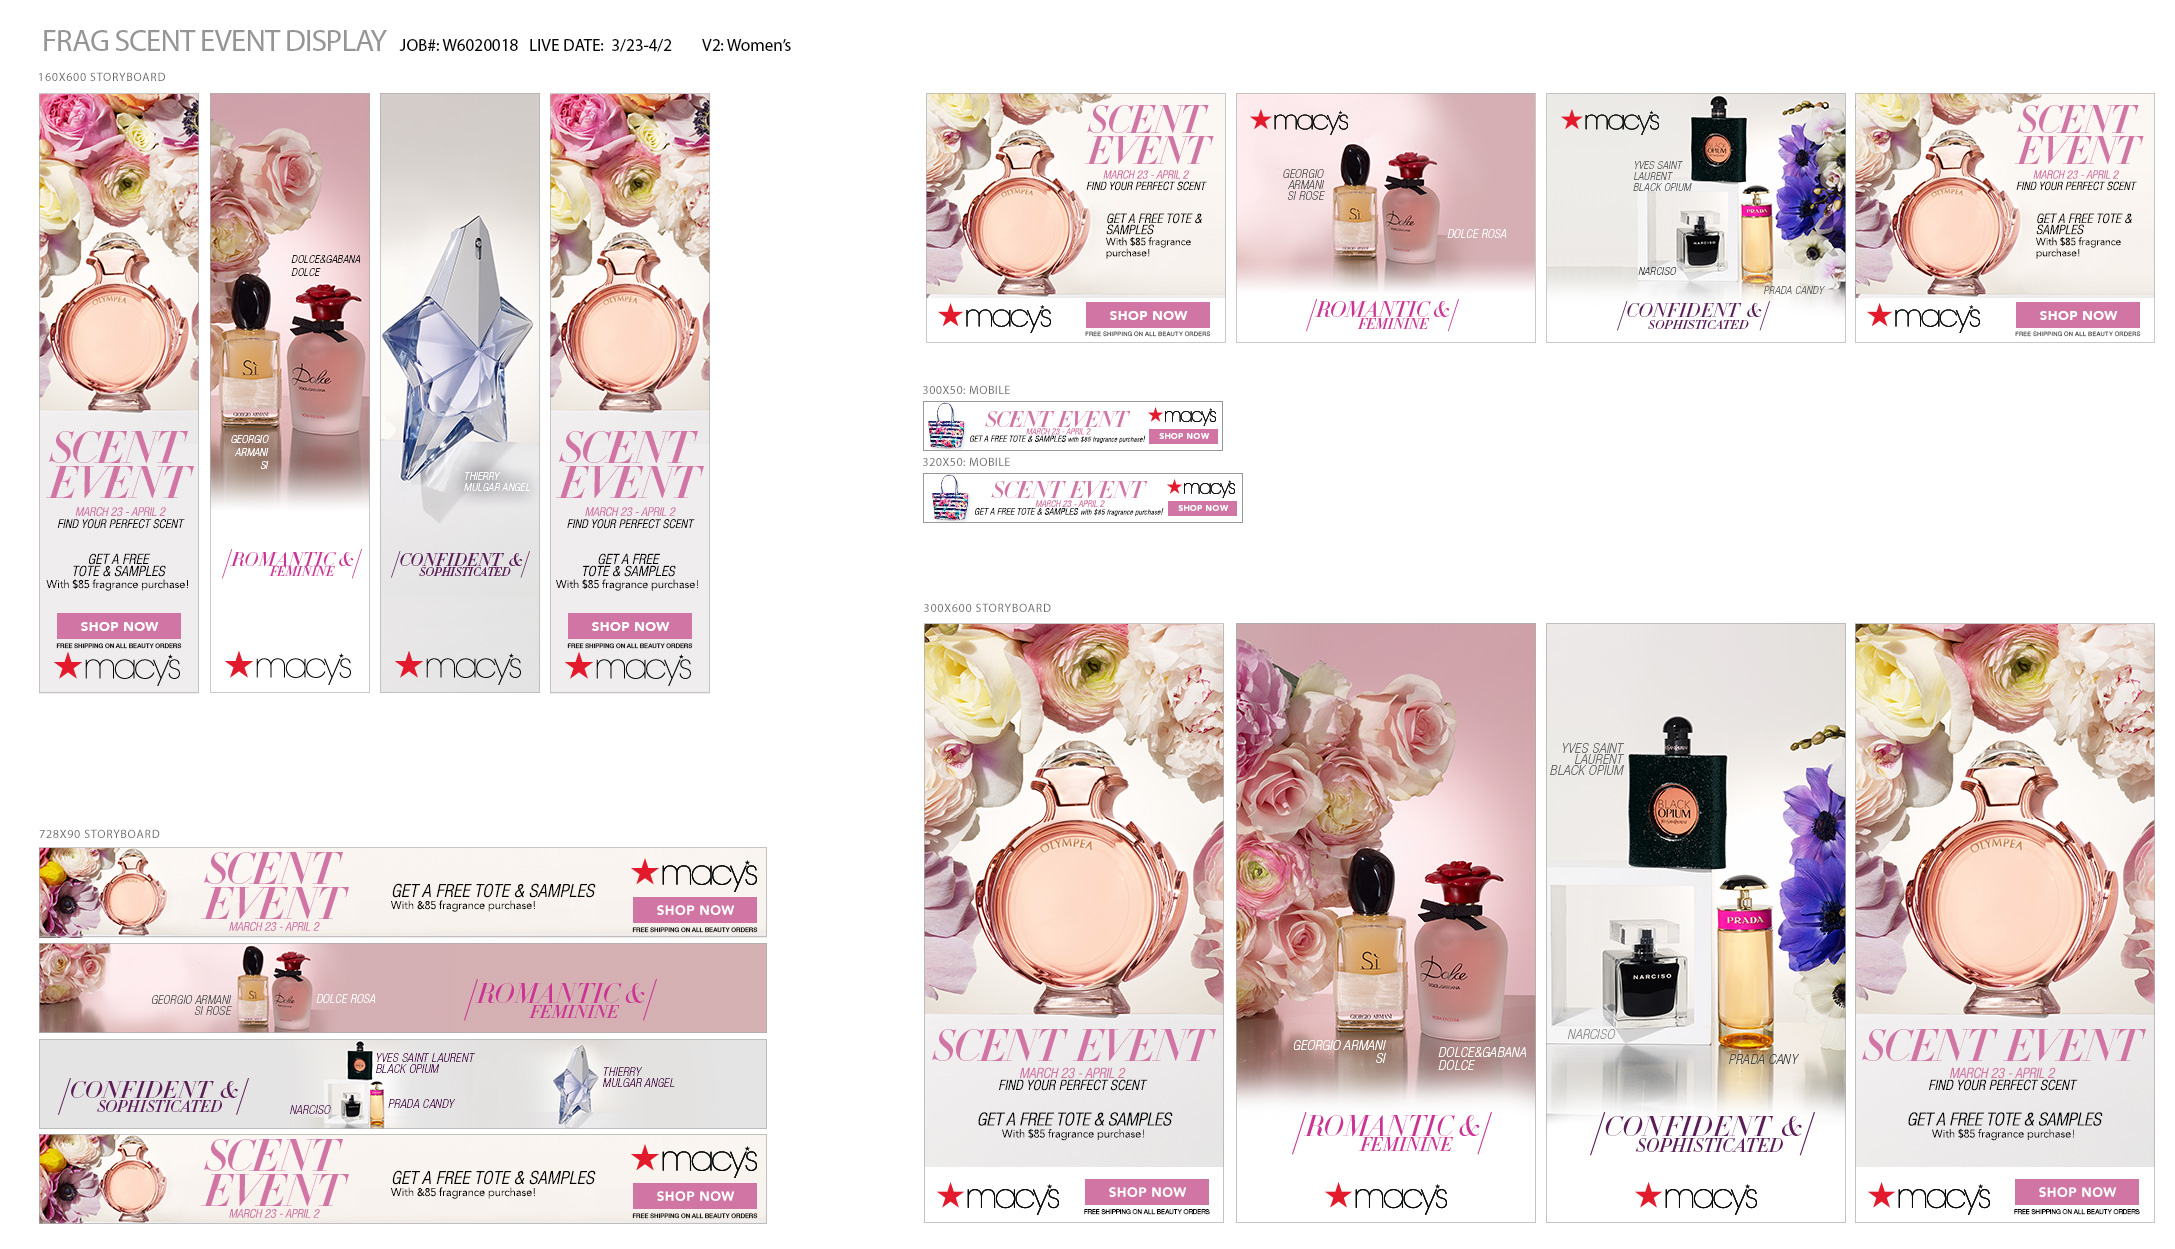 FRAG SCENT EVENT DISPLAY JOB#: W6020018 LIVE DATE: 3/23-4/2 V2: Women's
160X600 STORYBOARD
OLYMPEA
SCENT
EVENT
MARCH 23 - APRIL 2
FIND YOUR PERFECT SCENT
GET A FREE
TOTE & SAMPLES
With $85 fragrance purchase!
SHOP NOW
FREE SHIPPING ON ALL BEAUTY ORDERS
macy's
DOLCE&GABANA
DOLCE
Sì
GIORGIO ARMANI
Dolce
DOLCE&GABBANA
GEORGIO
ARMANI
SI
/ROMANTIC &/
FEMININE
macy's
THIERRY
MULGAR ANGEL
/CONFIDENT &/
SOPHISTICATED
macy's
OLYMPEA
SCENT
EVENT
MARCH 23 - APRIL 2
FIND YOUR PERFECT SCENT
GET A FREE
TOTE & SAMPLES
With $85 fragrance purchase!
SHOP NOW
FREE SHIPPING ON ALL BEAUTY ORDERS
macy's
OLYMPEA
SCENT
EVENT
MARCH 23 - APRIL 2
FIND YOUR PERFECT SCENT
GET A FREE TOTE &
SAMPLES
With $85 fragrance
purchase!
macy's
SHOP NOW
FREE SHIPPING ON ALL BEAUTY ORDERS
macy's
GEORGIO
ARMANI
SI ROSE
Sì
Dolce
DOLCE ROSA
/ROMANTIC &/
FEMININE
macy's
BLACK
OPIUM
YVES SAINT
LAURENT
BLACK OPIUM
PRADA
NARCISO
NARCISO
PRADA CANDY
/CONFIDENT &/
SOPHISTICATED
OLYMPEA
SCENT
EVENT
MARCH 23 - APRIL 2
FIND YOUR PERFECT SCENT
GET A FREE TOTE &
SAMPLES
With $85 fragrance
purchase!
macy's
SHOP NOW
FREE SHIPPING ON ALL BEAUTY ORDERS
300X50: MOBILE
SCENT EVENT
MARCH 23 - APRIL 2
GET A FREE TOTE & SAMPLES with $85 fragrance purchase!
macy's
SHOP NOW
320X50: MOBILE
SCENT EVENT
MARCH 23 - APRIL 2
GET A FREE TOTE & SAMPLES with $85 fragrance purchase!
macy's
SHOP NOW
728X90 STORYBOARD
SCENT
EVENT
MARCH 23 - APRIL 2
GET A FREE TOTE & SAMPLES
With &85 fragrance purchase!
macy's
SHOP NOW
FREE SHIPPING ON ALL BEAUTY ORDERS
GEORGIO ARMANI
SI ROSE
Sì
Dolce
DOLCE ROSA
/ROMANTIC &/
FEMININE
/CONFIDENT &/
SOPHISTICATED
YVES SAINT LAURENT
BLACK OPIUM
NARCISO
PRADA CANDY
THIERRY
MULGAR ANGEL
SCENT
EVENT
MARCH 23 - APRIL 2
GET A FREE TOTE & SAMPLES
With &85 fragrance purchase!
macy's
SHOP NOW
FREE SHIPPING ON ALL BEAUTY ORDERS
300X600 STORYBOARD
OLYMPEA
SCENT EVENT
MARCH 23 - APRIL 2
FIND YOUR PERFECT SCENT
GET A FREE TOTE & SAMPLES
With $85 fragrance purchase!
macy's
SHOP NOW
FREE SHIPPING ON ALL BEAUTY ORDERS
Sì
GIORGIO ARMANI
Dolce
DOLCE&GABBANA
GEORGIO ARMANI
SI
DOLCE&GABANA
DOLCE
/ROMANTIC &/
FEMININE
macy's
YVES SAINT
LAURENT
BLACK OPIUM
BLACK
OPIUM
PRADA
NARCISO
NARCISO
PRADA CANY
/CONFIDENT &/
SOPHISTICATED
macy's
OLYMPEA
SCENT EVENT
MARCH 23 - APRIL 2
FIND YOUR PERFECT SCENT
GET A FREE TOTE & SAMPLES
With $85 fragrance purchase!
macy's
SHOP NOW
FREE SHIPPING ON ALL BEAUTY ORDERS